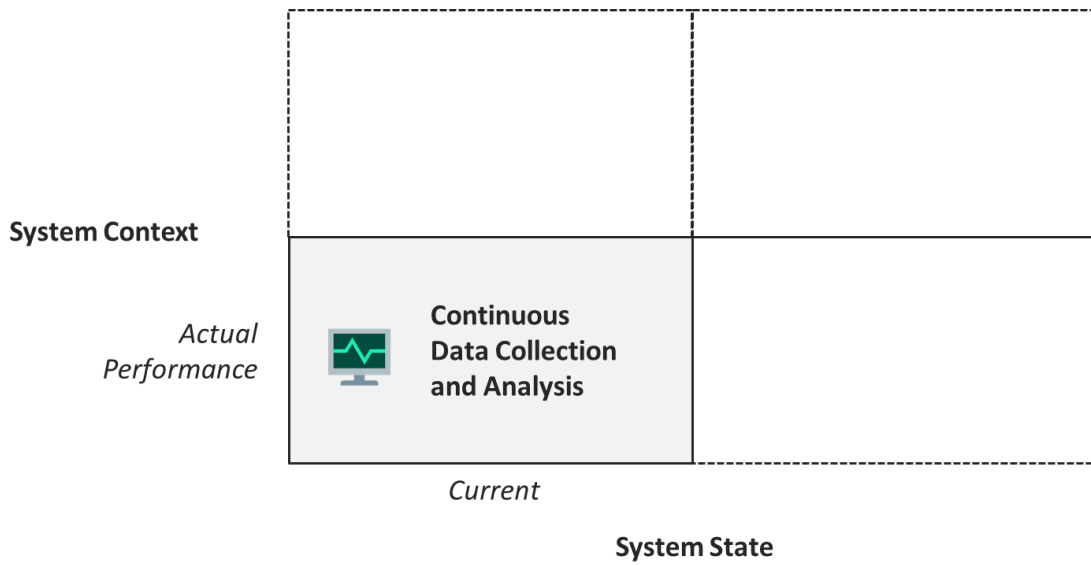 System Context
Actual
Performance
Continuous
Data Collection
and Analysis
Current
System State